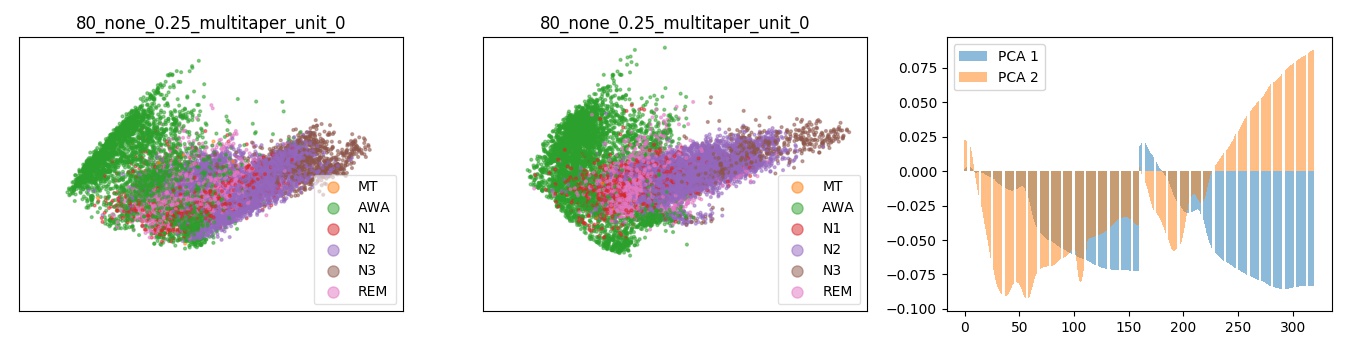 80_none_0.25_multitaper_unit_0
MT
AWA
N1
N2
N3
REM
80_none_0.25_multitaper_unit_0
MT
AWA
N1
N2
N3
REM
PCA 1
PCA 2
0.075
0.050
0.025
0.000
−0.025
−0.050
−0.075
−0.100
0 50 100 150 200 250 300